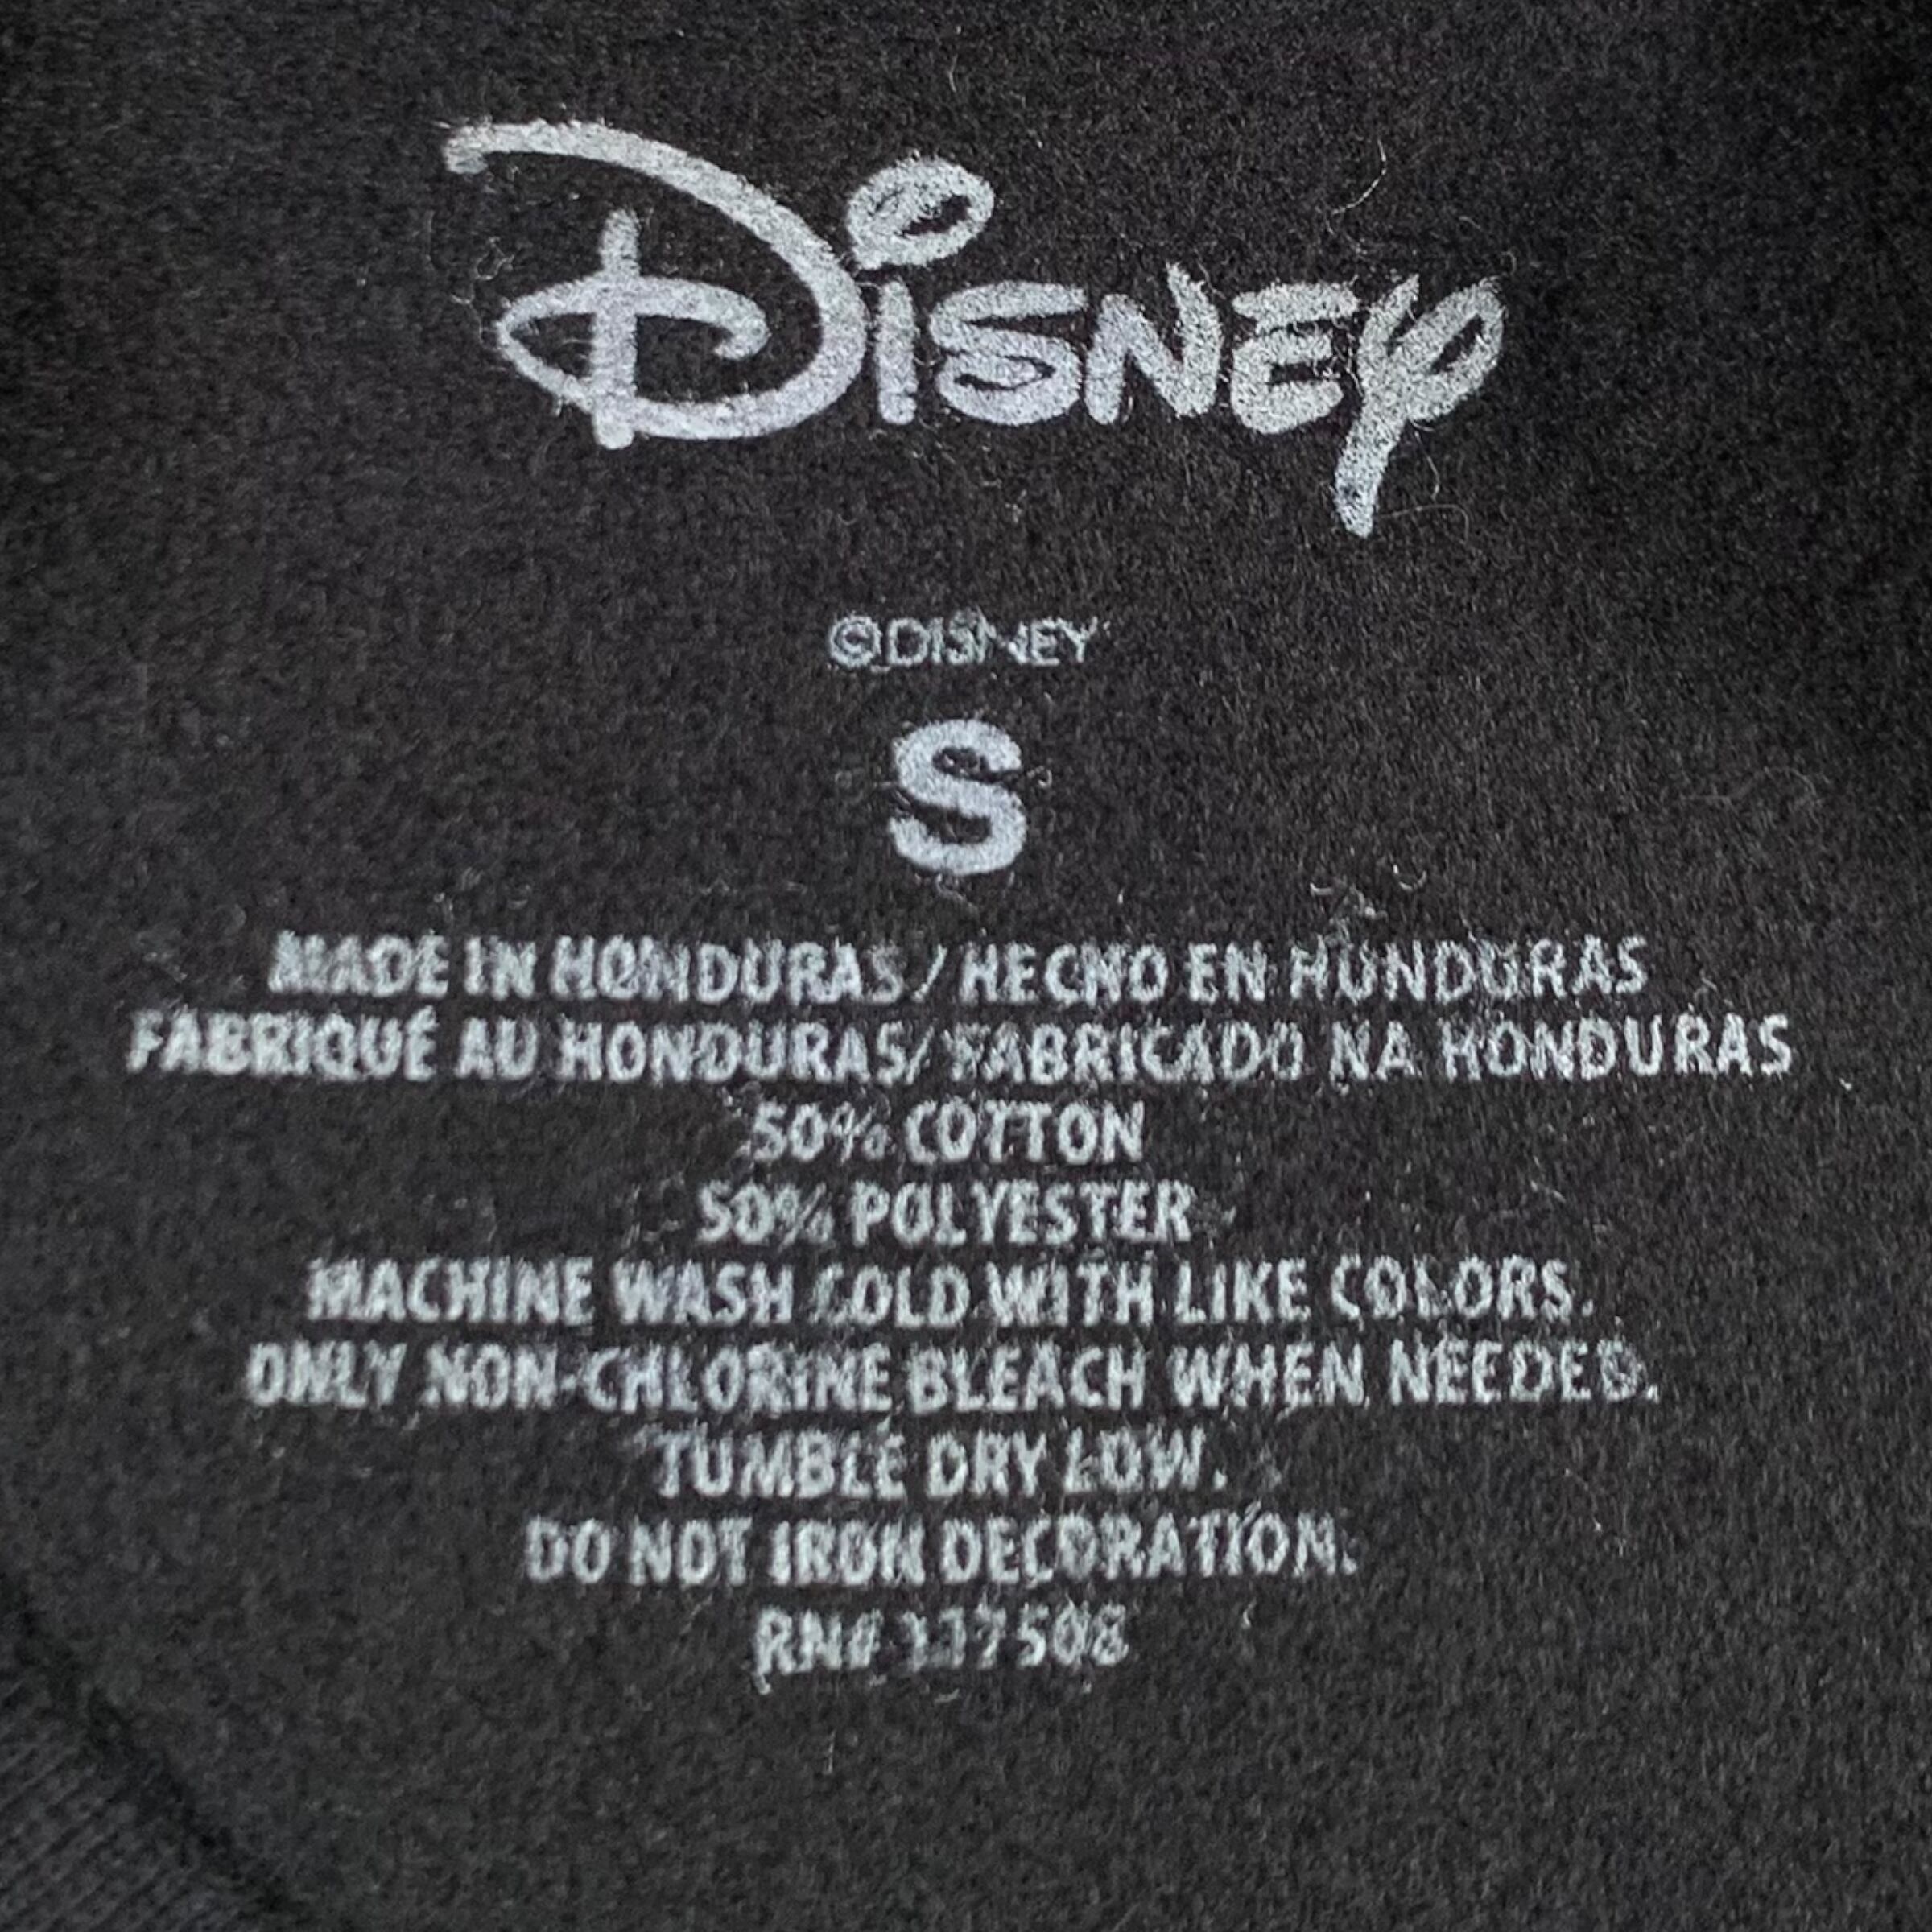 Disney
©DISNEY
S
MADE IN HONDURAS / HECHO EN HONDURAS
FABRIQUÉ AU HONDURAS/ FABRICADO NA HONDURAS
50% COTTON
50% POLYESTER
MACHINE WASH COLD WITH LIKE COLORS.
ONLY NON-CHLORINE BLEACH WHEN NEEDED.
TUMBLE DRY LOW.
DO NOT IRON DECORATION.
RN#